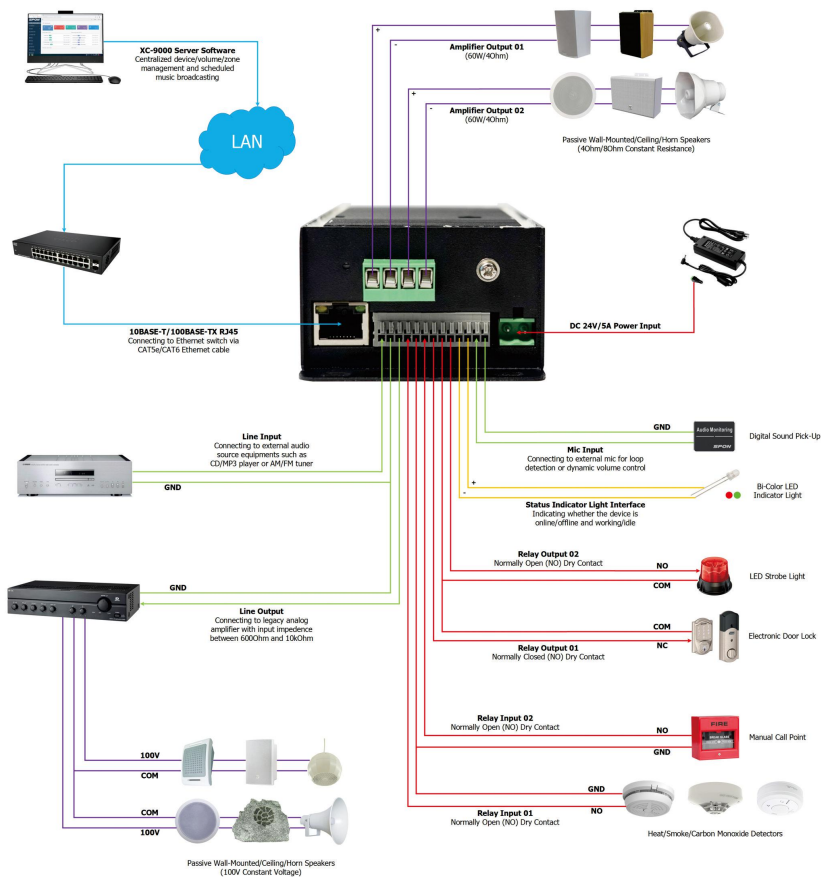 SPON
XC-9000 Server Software
Centralized device/volume/zone
management and scheduled
music broadcasting
LAN
+
-
Amplifier Output 01
(60W/4Ohm)
+
-
Amplifier Output 02
(60W/4Ohm)
Passive Wall-Mounted/Ceiling/Horn Speakers
(4Ohm/8Ohm Constant Resistance)
10BASE-T/100BASE-TX RJ45
Connecting to Ethernet switch via
CAT5e/CAT6 Ethernet cable
DC 24V/5A Power Input
Line Input
Connecting to external audio
source equipments such as
CD/MP3 player or AM/FM tuner
GND
GND
Mic Input
Connecting to external mic for loop
detection or dynamic volume control
Audio Monitoring
SPON
Digital Sound Pick-Up
+
-
Status Indicator Light Interface
Indicating whether the device is
online/offline and working/idle
Bi-Color LED
Indicator Light
Relay Output 02
Normally Open (NO) Dry Contact
NO
COM
LED Strobe Light
GND
Line Output
Connecting to legacy analog
amplifier with input impedence
between 600Ohm and 10kOhm
COM
NC
Relay Output 01
Normally Closed (NO) Dry Contact
Electronic Door Lock
Relay Input 02
Normally Open (NO) Dry Contact
NO
GND
FIRE
Manual Call Point
100V
COM
COM
100V
Passive Wall-Mounted/Ceiling/Horn Speakers
(100V Constant Voltage)
GND
NO
Relay Input 01
Normally Open (NO) Dry Contact
Heat/Smoke/Carbon Monoxide Detectors